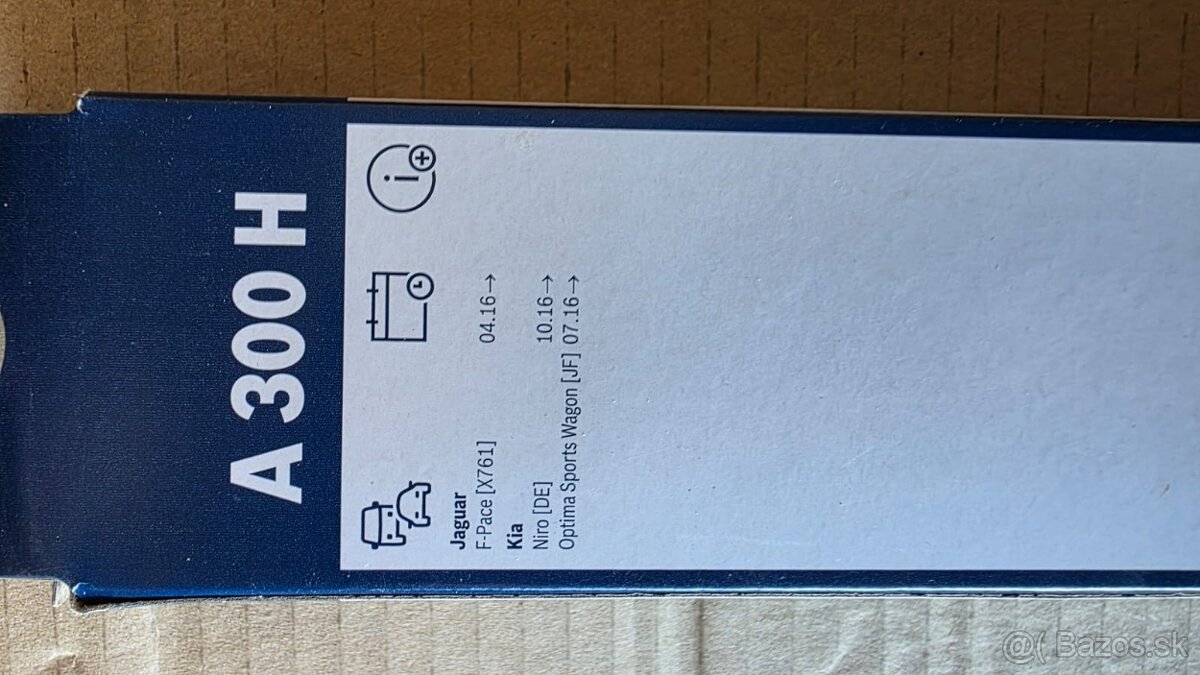 A 300 H
Jaguar
F-Pace [X761] 04.16→
Kia
Niro [DE] 10.16→
Optima Sports Wagon [JF] 07.16→
@( Bazos.sk